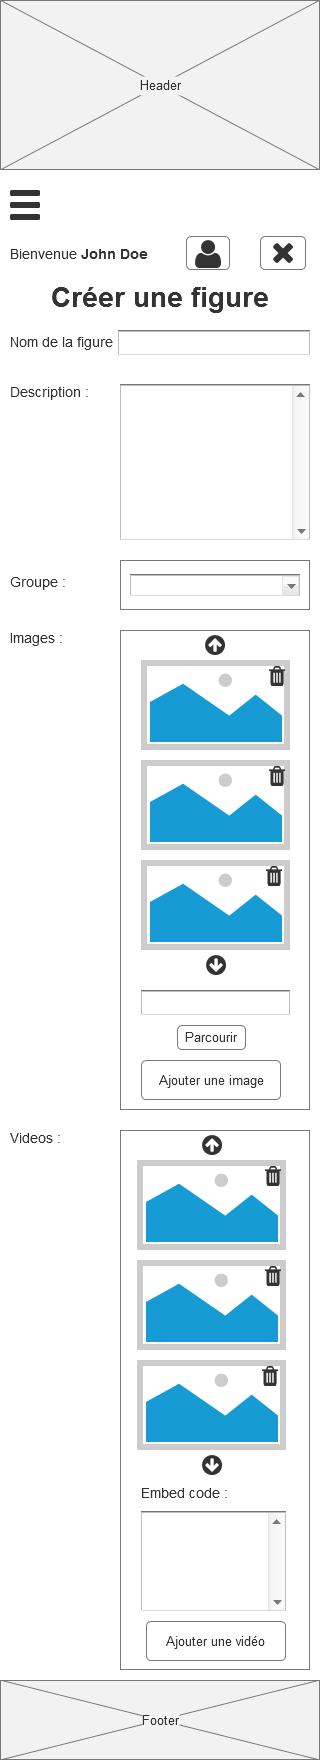 Header
Bienvenue John Doe
Créer une figure
Nom de la figure
Description :
Groupe :
Images :
Parcourir
Ajouter une image
Videos :
Embed code :
Ajouter une vidéo
Footer